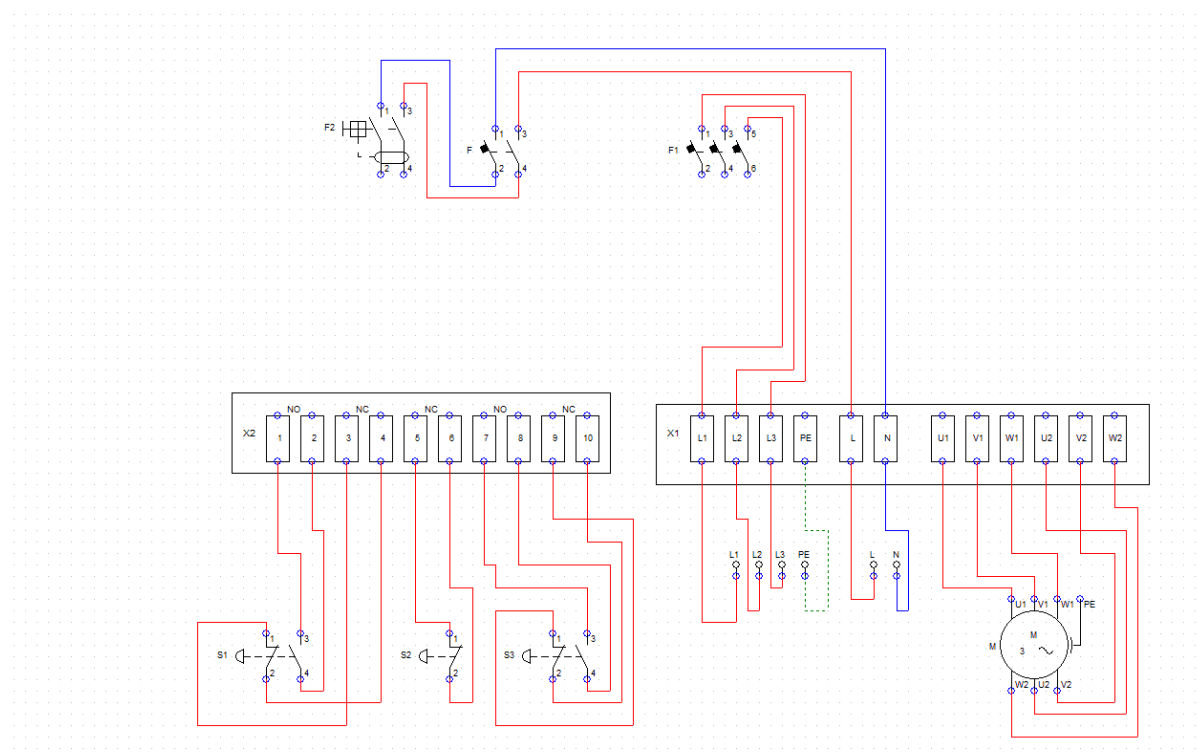 1 3
F2
L
2 4
1 3
F
2 4
1 3 5
F1
2 4 6
NO NC NC NO NC
X2 1 2 3 4 5 6 7 8 9 10
X1 L1 L2 L3 PE L N U1 V1 W1 U2 V2 W2
L1 L2 L3 PE L N
U1 V1 W1 PE
M M
3
W2 U2 V2
1 3
S1
2 4
1
S2
2
1 3
S3
2 4